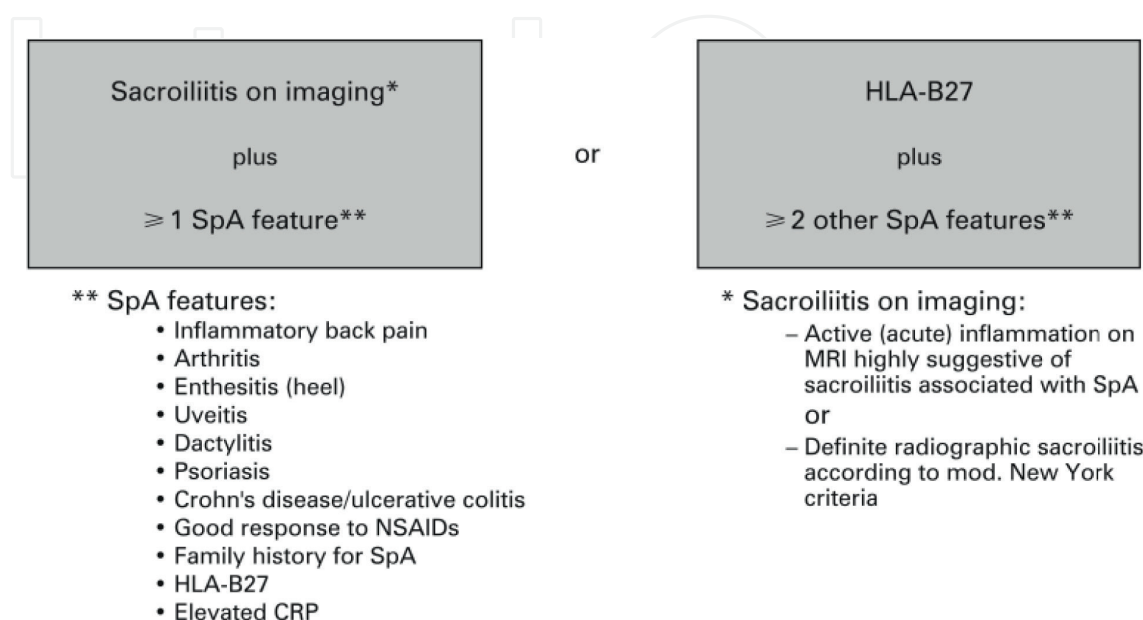 Sacroiliitis on imaging*
plus
⩾ 1 SpA feature**
or
HLA-B27
plus
⩾ 2 other SpA features**
** SpA features:
• Inflammatory back pain
• Arthritis
• Enthesitis (heel)
• Uveitis
• Dactylitis
• Psoriasis
• Crohn's disease/ulcerative colitis
• Good response to NSAIDs
• Family history for SpA
• HLA-B27
• Elevated CRP
* Sacroiliitis on imaging:
– Active (acute) inflammation on
MRI highly suggestive of
sacroiliitis associated with SpA
or
– Definite radiographic sacroiliitis
according to mod. New York
criteria